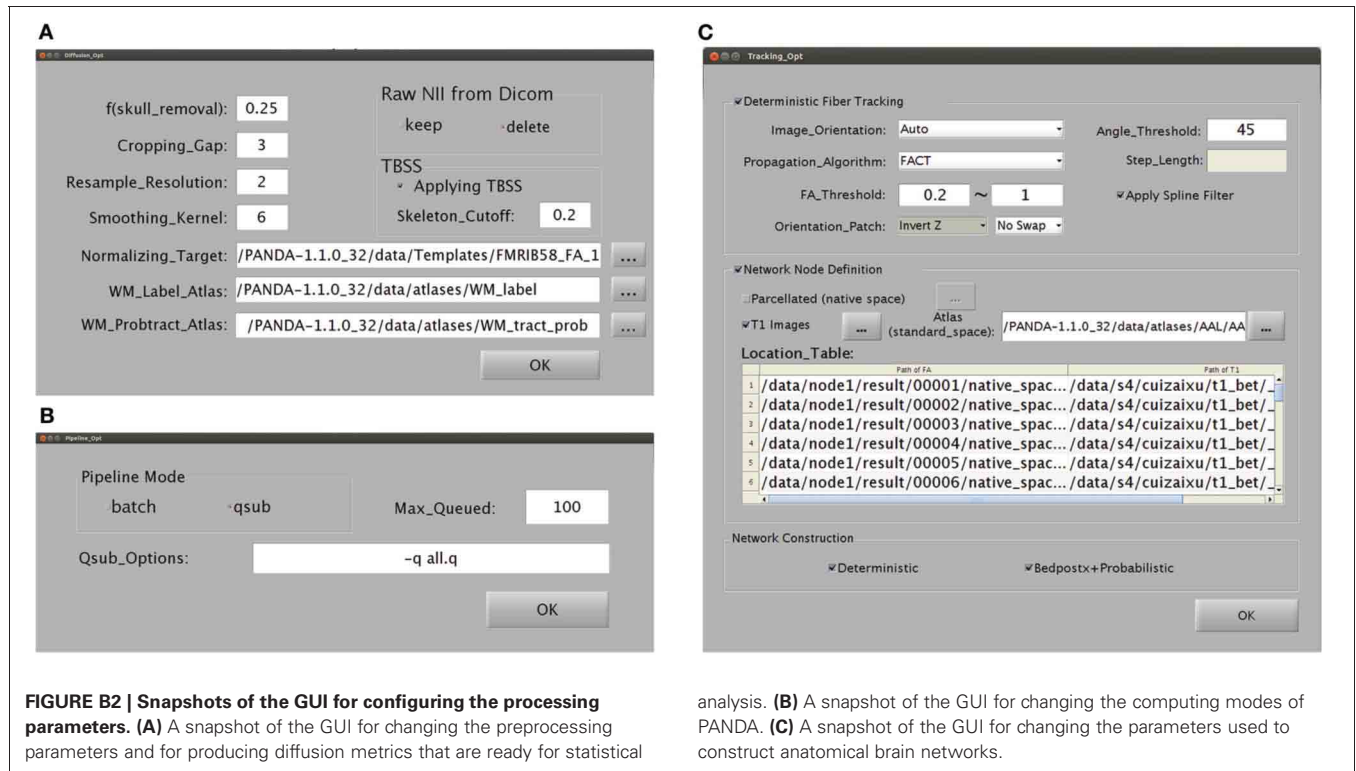 A
Diffusion_Opt
f(skull_removal): 0.25
Cropping_Gap: 3
Resample_Resolution: 2
Smoothing_Kernel: 6
Raw NII from Dicom
keep delete
TBSS
Applying TBSS
Skeleton_Cutoff: 0.2
Normalizing_Target: /PANDA-1.1.0_32/data/Templates/FMRIB58_FA_1 ...
WM_Label_Atlas: /PANDA-1.1.0_32/data/atlases/WM_label ...
WM_Probtract_Atlas: /PANDA-1.1.0_32/data/atlases/WM_tract_prob ...
OK
B
Pipeline_Opt
Pipeline Mode
batch qsub
Max_Queued: 100
Qsub_Options: -q all.q
OK
C
Tracking_Opt
Deterministic Fiber Tracking
Image_Orientation: Auto Angle_Threshold: 45
Propagation_Algorithm: FACT Step_Length:
FA_Threshold: 0.2 ~ 1 Apply Spline Filter
Orientation_Patch: Invert Z No Swap
Network Node Definition
Parcellated (native space) ...
T1 Images ... Atlas (standard_space): /PANDA-1.1.0_32/data/atlases/AAL/AA ...
Location_Table:
Path of FA Path of T1
1 /data/node1/result/00001/native_spac... /data/s4/cuizaixu/t1_bet/_
2 /data/node1/result/00002/native_spac... /data/s4/cuizaixu/t1_bet/_
3 /data/node1/result/00003/native_spac... /data/s4/cuizaixu/t1_bet/_
4 /data/node1/result/00004/native_spac... /data/s4/cuizaixu/t1_bet/_
5 /data/node1/result/00005/native_spac... /data/s4/cuizaixu/t1_bet/_
6 /data/node1/result/00006/native_spac... /data/s4/cuizaixu/t1_bet/_
Network Construction
Deterministic Bedpostx+Probabilistic
OK
FIGURE B2 | Snapshots of the GUI for configuring the processing
parameters. (A) A snapshot of the GUI for changing the preprocessing
parameters and for producing diffusion metrics that are ready for statistical
analysis. (B) A snapshot of the GUI for changing the computing modes of
PANDA. (C) A snapshot of the GUI for changing the parameters used to
construct anatomical brain networks.